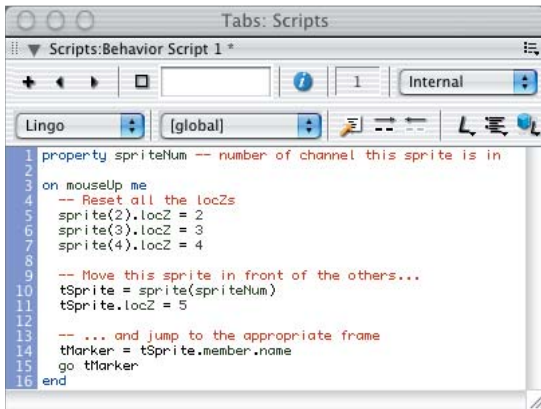 Tabs: Scripts
Scripts:Behavior Script 1 *
1
Internal
Lingo
[global]
1 property spriteNum -- number of channel this sprite is in
2
3 on mouseUp me
4 -- Reset all the locZs
5 sprite(2).locZ = 2
6 sprite(3).locZ = 3
7 sprite(4).locZ = 4
8
9 -- Move this sprite in front of the others...
10 tSprite = sprite(spriteNum)
11 tSprite.locZ = 5
12
13 -- ... and jump to the appropriate frame
14 tMarker = tSprite.member.name
15 go tMarker
16 end